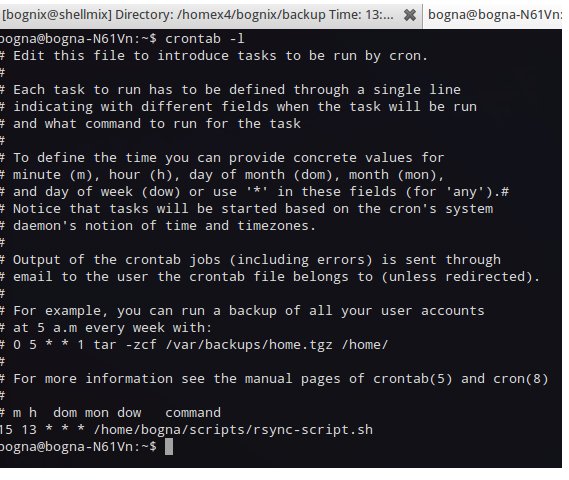 [bognix@shellmix] Directory: /homex4/bognix/backup Time: 13:... ✖ bogna@bogna-N61Vn:
bogna@bogna-N61Vn:~$ crontab -l
# Edit this file to introduce tasks to be run by cron.
#
# Each task to run has to be defined through a single line
# indicating with different fields when the task will be run
# and what command to run for the task
#
# To define the time you can provide concrete values for
# minute (m), hour (h), day of month (dom), month (mon),
# and day of week (dow) or use '*' in these fields (for 'any').#
# Notice that tasks will be started based on the cron's system
# daemon's notion of time and timezones.
#
# Output of the crontab jobs (including errors) is sent through
# email to the user the crontab file belongs to (unless redirected).
#
# For example, you can run a backup of all your user accounts
# at 5 a.m every week with:
# 0 5 * * 1 tar -zcf /var/backups/home.tgz /home/
#
# For more information see the manual pages of crontab(5) and cron(8)
#
# m h  dom mon dow   command
15 13 * * * /home/bogna/scripts/rsync-script.sh
bogna@bogna-N61Vn:~$